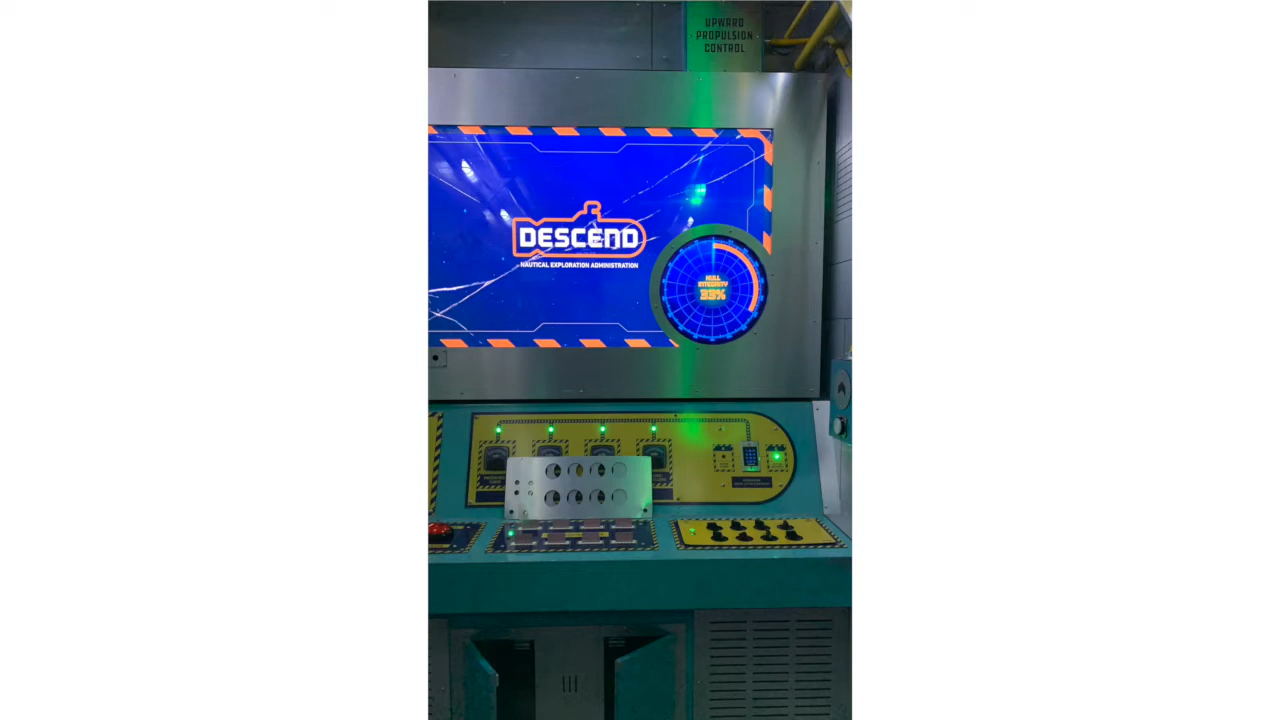 UPWARD
PROPULSION
CONTROL
DESCEND
NAUTICAL EXPLORATION ADMINISTRATION
HULL
INTEGRITY
33%